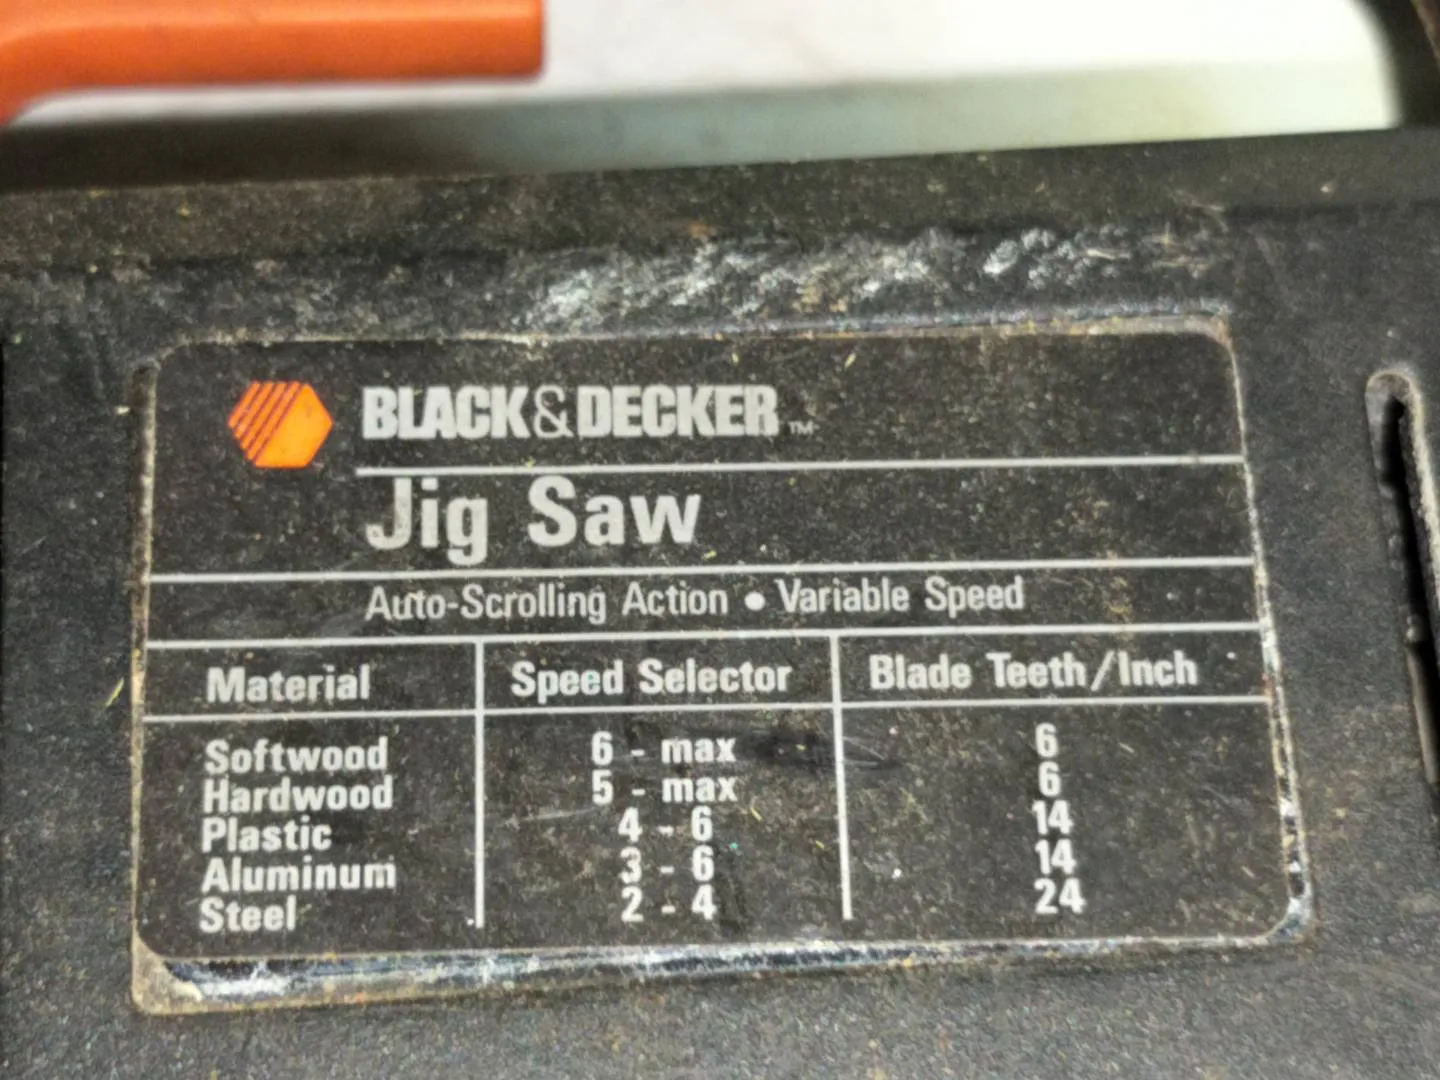 BLACK&DECKER™
Jig Saw
Auto-Scrolling Action • Variable Speed
Material Speed Selector Blade Teeth/Inch
Softwood 6 - max 6
Hardwood 5 - max 6
Plastic 4 - 6 14
Aluminum 3 - 6 14
Steel 2 - 4 24